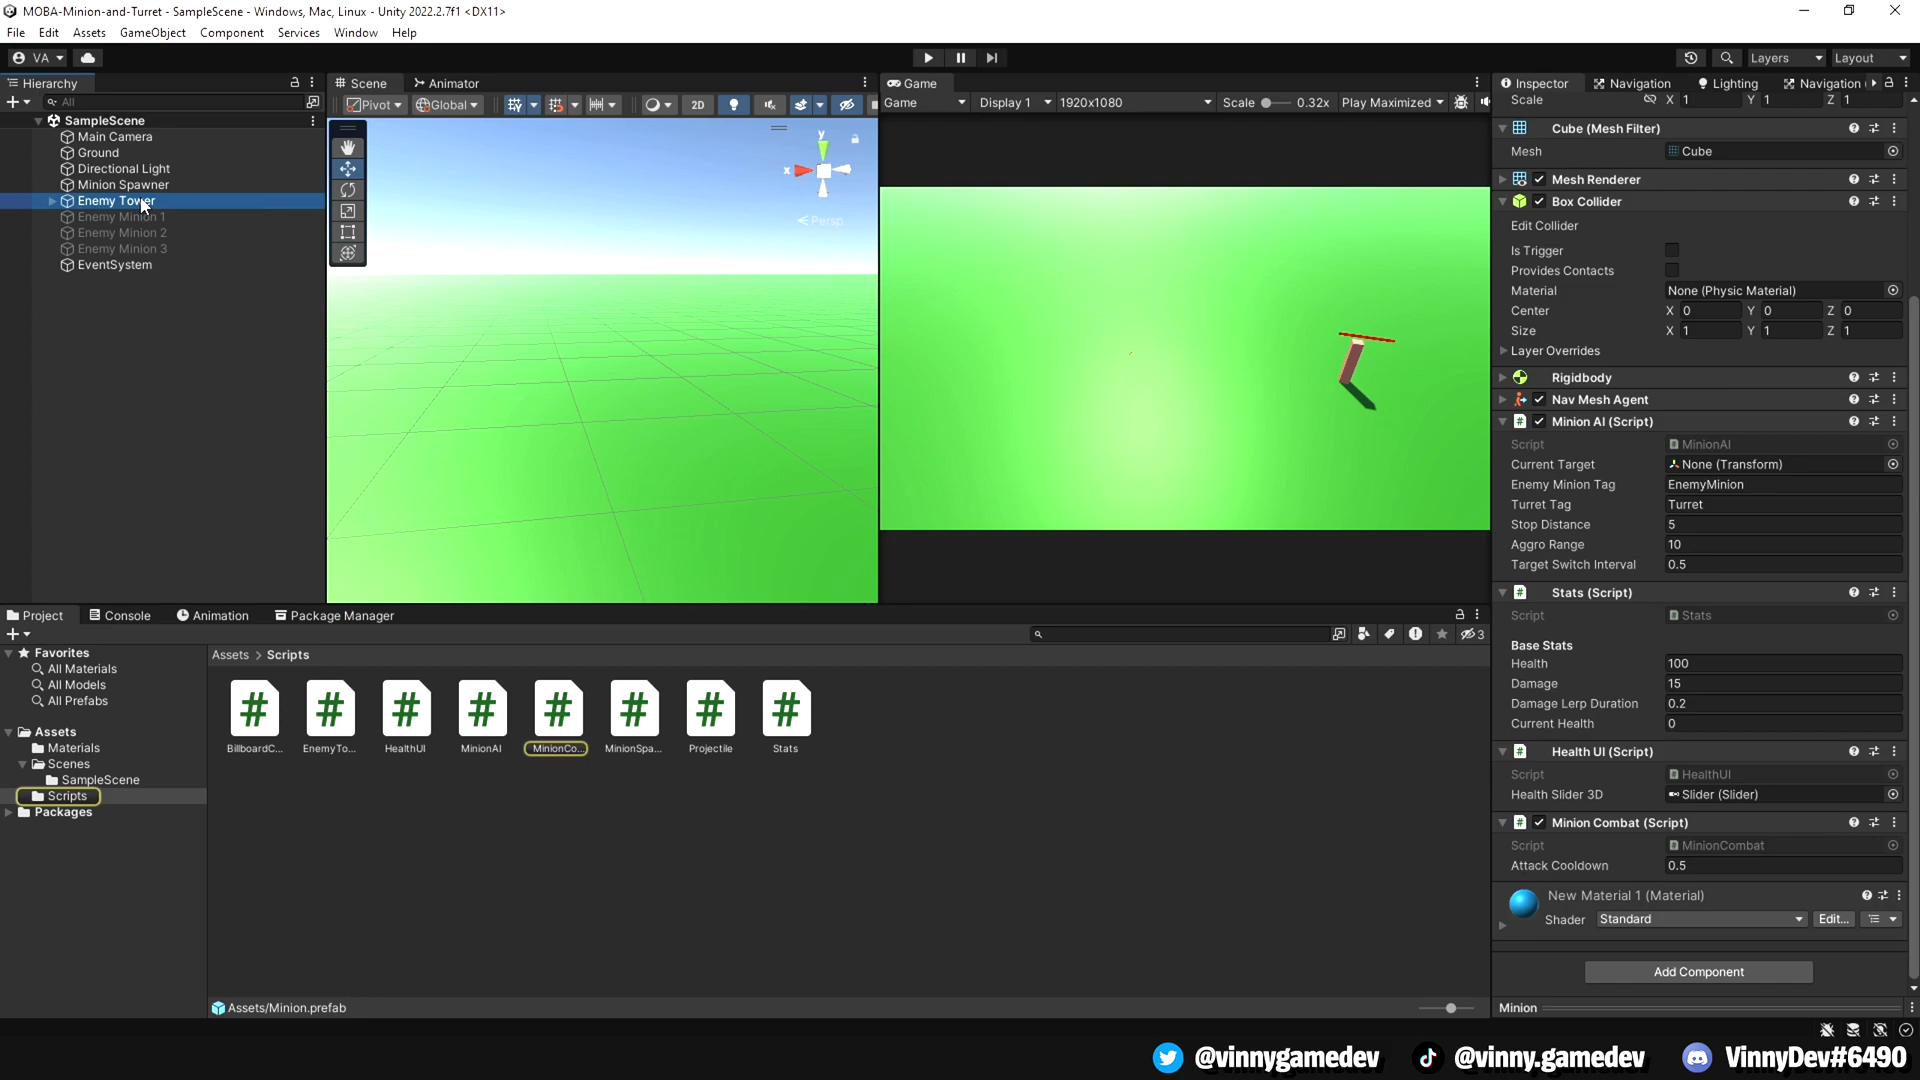 MOBA-Minion-and-Turret - SampleScene - Windows, Mac, Linux - Unity 2022.2.7f1 <DX11>
File Edit Assets GameObject Component Services Window Help
VA Layers Layout
Hierarchy
All
SampleScene
Main Camera
Ground
Directional Light
Minion Spawner
Enemy Tower
Enemy Minion 1
Enemy Minion 2
Enemy Minion 3
EventSystem
Scene Animator
Pivot Global 2D
y
x
Persp
Game
Game Display 1 1920x1080 Scale 0.32x Play Maximized
Inspector Navigation Lighting Navigation
Scale X 1 Y 1 Z 1
Cube (Mesh Filter)
Mesh Cube
Mesh Renderer
Box Collider
Edit Collider
Is Trigger
Provides Contacts
Material None (Physic Material)
Center X 0 Y 0 Z 0
Size X 1 Y 1 Z 1
Layer Overrides
Rigidbody
Nav Mesh Agent
Minion AI (Script)
Script MinionAI
Current Target None (Transform)
Enemy Minion Tag EnemyMinion
Turret Tag Turret
Stop Distance 5
Aggro Range 10
Target Switch Interval 0.5
Stats (Script)
Script Stats
Base Stats
Health 100
Damage 15
Damage Lerp Duration 0.2
Current Health 0
Health UI (Script)
Script HealthUI
Health Slider 3D Slider (Slider)
Minion Combat (Script)
Script MinionCombat
Attack Cooldown 0.5
New Material 1 (Material)
Shader Standard Edit...
Add Component
Minion
Project Console Animation Package Manager
3
Favorites
All Materials
All Models
All Prefabs
Assets
Materials
Scenes
SampleScene
Scripts
Packages
Assets > Scripts
BillboardC... EnemyTo... HealthUI MinionAI MinionCo... MinionSpa... Projectile Stats
Assets/Minion.prefab
@vinnygamedev @vinny.gamedev VinnyDev#6490